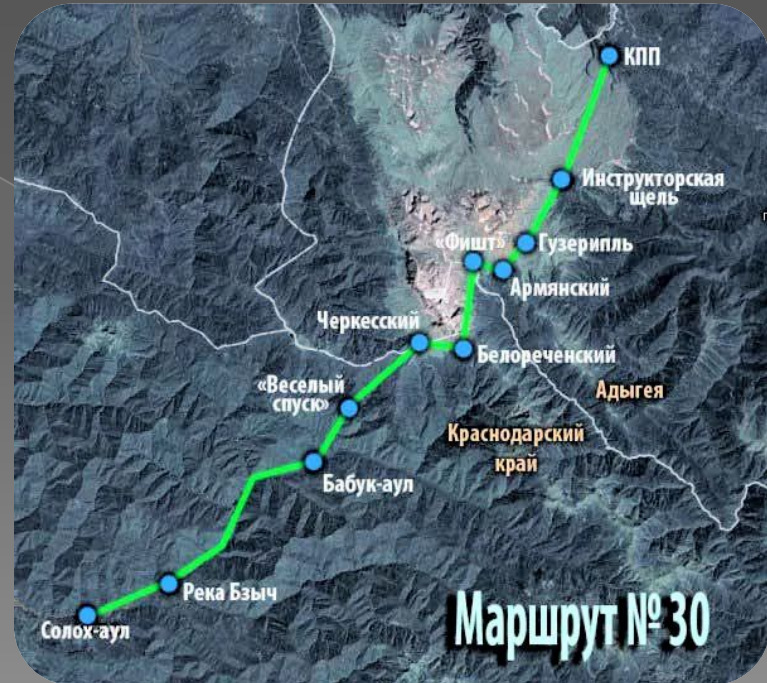 КПП
Инструкторская
щель
Гузерипль
«Фишт»
Армянский
Черкесский
Белореченский
«Веселый
спуск»
Адыгея
Краснодарский
край
Бабук-аул
Река Бзыч
Солох-аул
Маршрут № 30